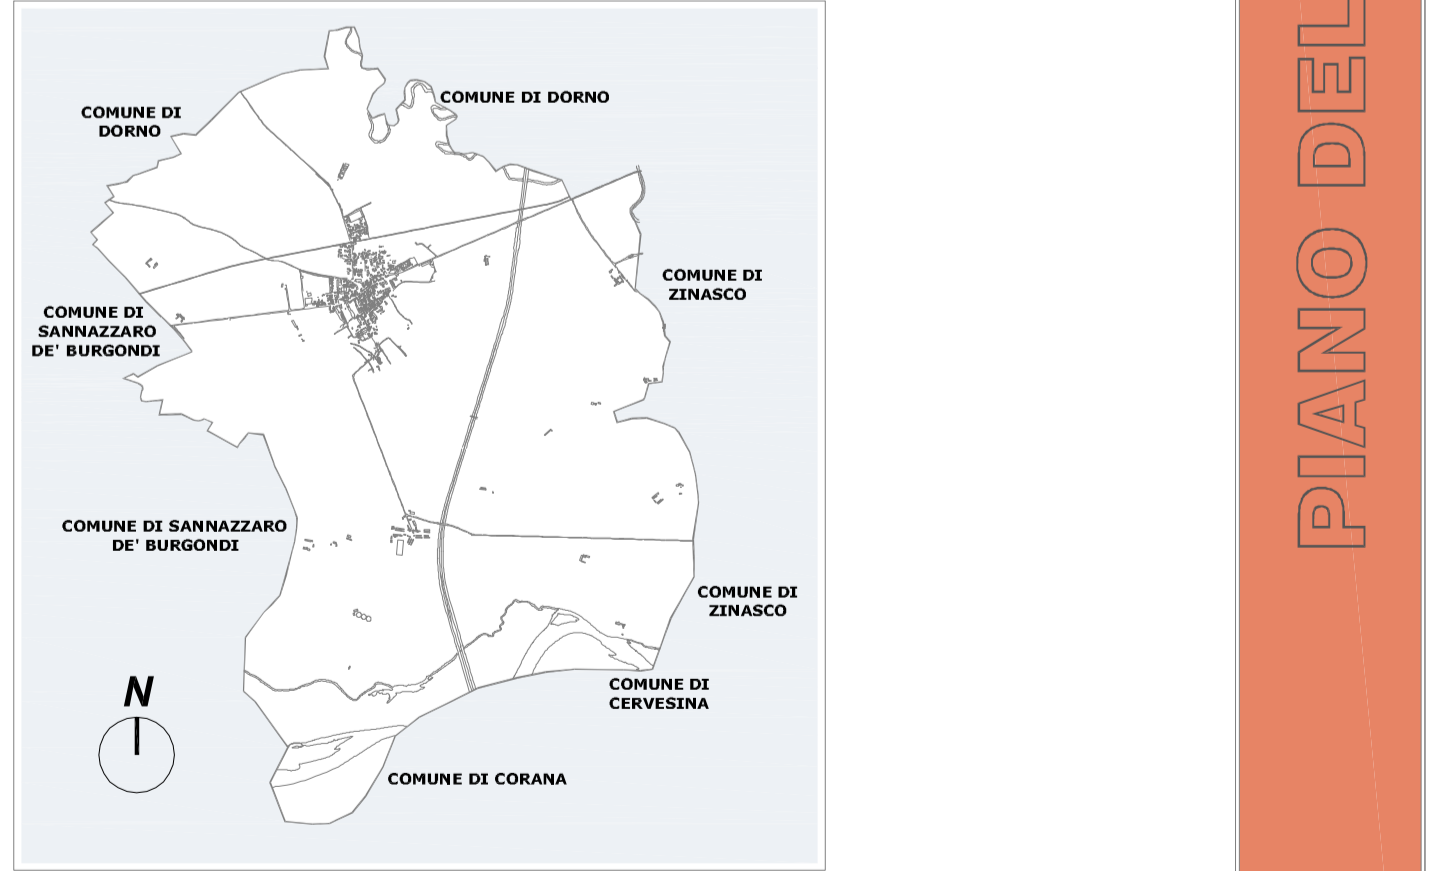 COMUNE DI DORNO
COMUNE DI
DORNO
COMUNE DI
ZINASCO
COMUNE DI
SANNAZZARO
DE' BURGONDI
COMUNE DI SANNAZZARO
DE' BURGONDI
COMUNE DI
ZINASCO
COMUNE DI
CERVESINA
N
COMUNE DI CORANA
PIANO DEL